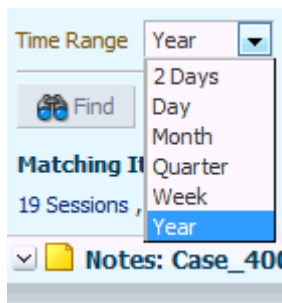 Time Range Year
2 Days
Find Day
Month
Matching It Quarter
19 Sessions , Week
Year
Notes: Case_400